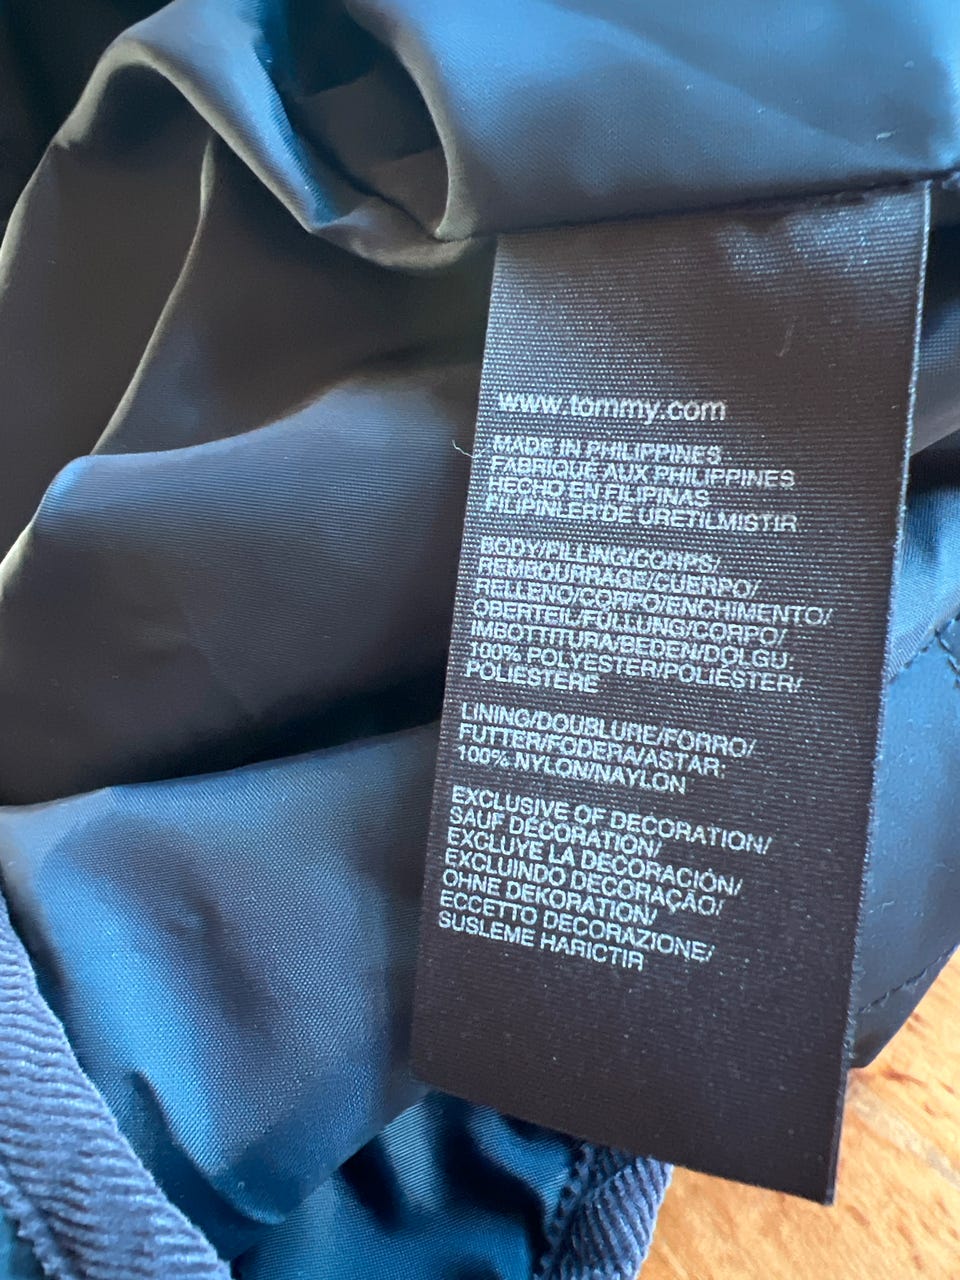 www.tommy.com
MADE IN PHILIPPINES
FABRIQUÉ AUX PHILIPPINES
HECHO EN FILIPINAS
FILIPINLER'DE URETILMISTIR
BODY/FILLING/CORPS/
REMBOURRAGE/CUERPO/
RELLENO/CORPO/ENCHIMENTO/
OBERTEIL/FÜLLUNG/CORPO/
IMBOTTITURA/BEDEN/DOLGU:
100% POLYESTER/POLIÉSTER/
POLIESTERE
LINING/DOUBLURE/FORRO/
FUTTER/FODERA/ASTAR:
100% NYLON/NAYLON
EXCLUSIVE OF DECORATION/
SAUF DÉCORATION/
EXCLUYE LA DECORACIÓN/
EXCLUINDO DECORAÇÃO/
OHNE DEKORATION/
ECCETTO DECORAZIONE/
SUSLEME HARICTIR